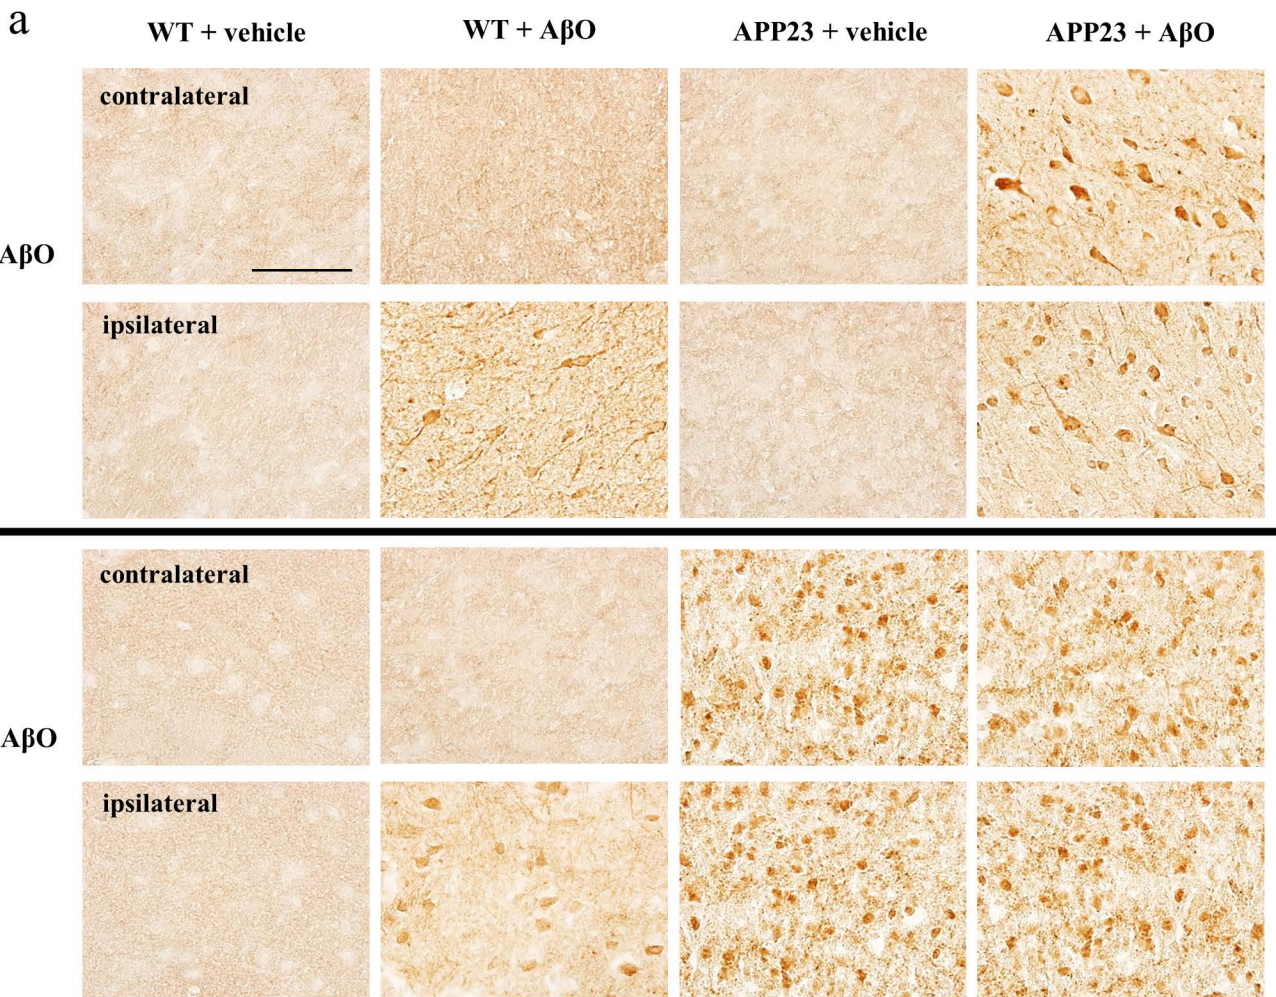 a
WT + vehicle
WT + AβO
APP23 + vehicle
APP23 + AβO
contralateral
AβO
ipsilateral
contralateral
AβO
ipsilateral